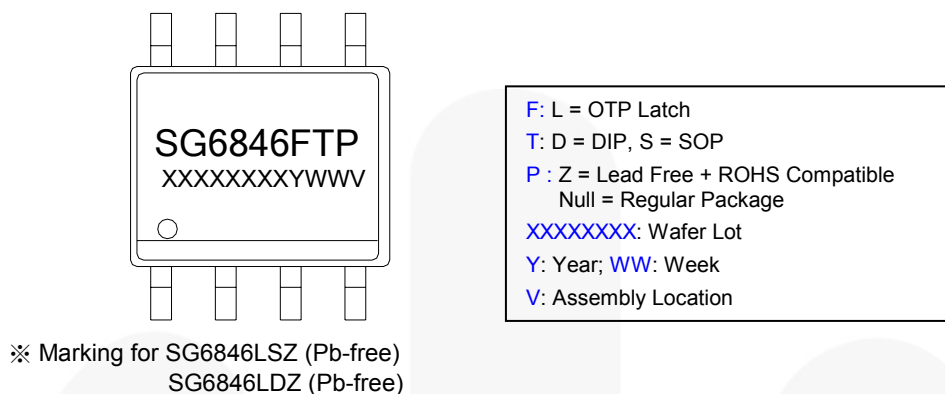 SG6846FTP
XXXXXXXXYWWV
F: L = OTP Latch
T: D = DIP, S = SOP
P : Z = Lead Free + ROHS Compatible
Null = Regular Package
XXXXXXXX: Wafer Lot
Y: Year; WW: Week
V: Assembly Location
※ Marking for SG6846LSZ (Pb-free)
SG6846LDZ (Pb-free)